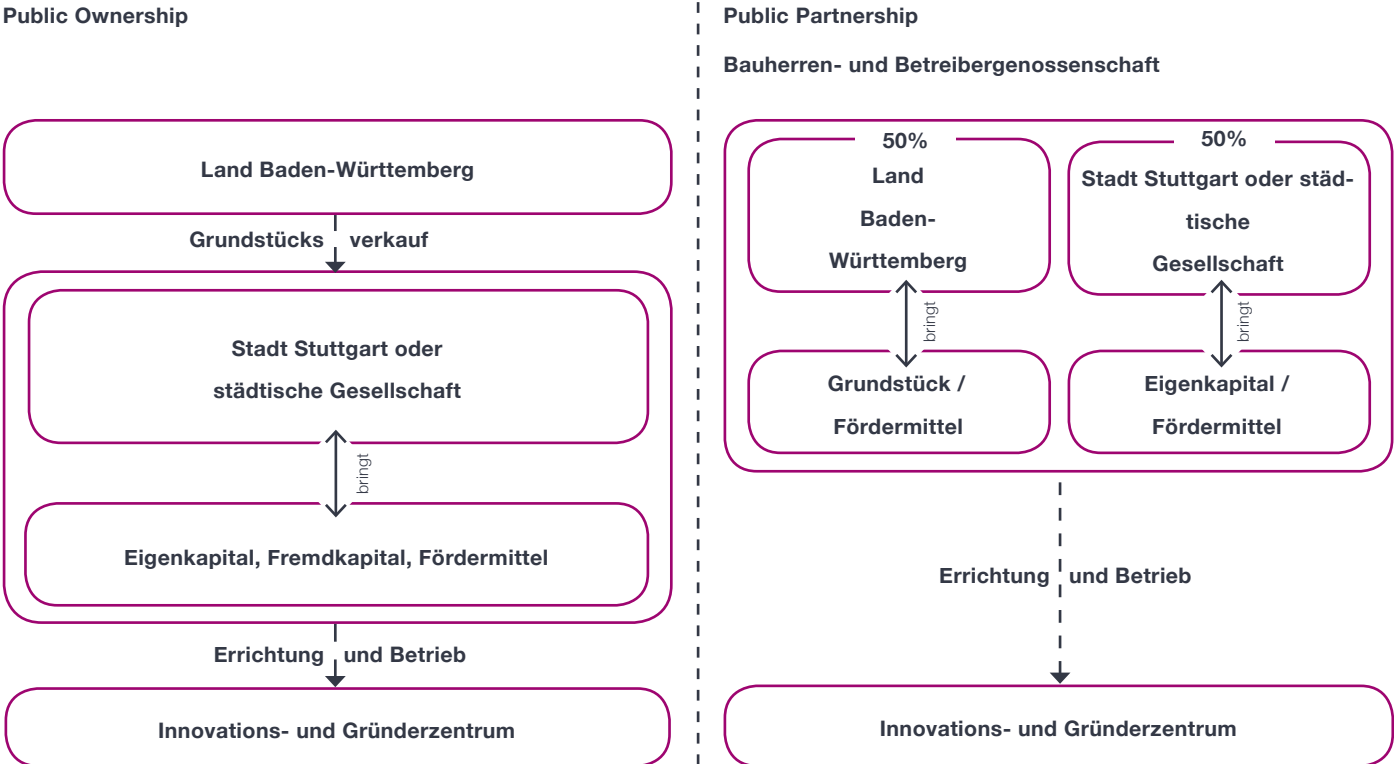 Public Ownership
Land Baden-Württemberg
Grundstücks verkauf
Stadt Stuttgart oder
städtische Gesellschaft
bringt
Eigenkapital, Fremdkapital, Fördermittel
Errichtung und Betrieb
Innovations- und Gründerzentrum
Public Partnership
Bauherren- und Betreibergenossenschaft
50%
Land
Baden-
Württemberg
bringt
Grundstück /
Fördermittel
50%
Stadt Stuttgart oder städ-
tische
Gesellschaft
bringt
Eigenkapital /
Fördermittel
Errichtung und Betrieb
Innovations- und Gründerzentrum